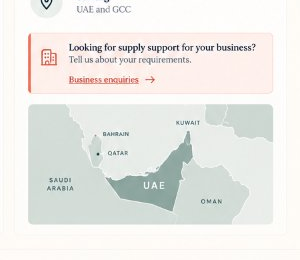 UAE and GCC
Looking for supply support for your business?
Tell us about your requirements.
Business enquiries →
KUWAIT
BAHRAIN
QATAR
SAUDI
ARABIA
UAE
OMAN